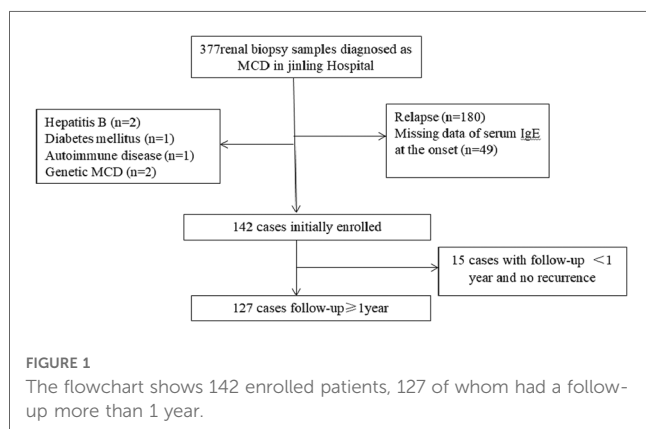 377renal biopsy samples diagnosed as
MCD in jinling Hospital
Hepatitis B (n=2)
Diabetes mellitus (n=1)
Autoimmune disease (n=1)
Genetic MCD (n=2)
Relapse (n=180)
Missing data of serum IgE
at the onset (n=49)
142 cases initially enrolled
15 cases with follow-up <1
year and no recurrence
127 cases follow-up⩾1year
FIGURE 1
The flowchart shows 142 enrolled patients, 127 of whom had a follow-
up more than 1 year.